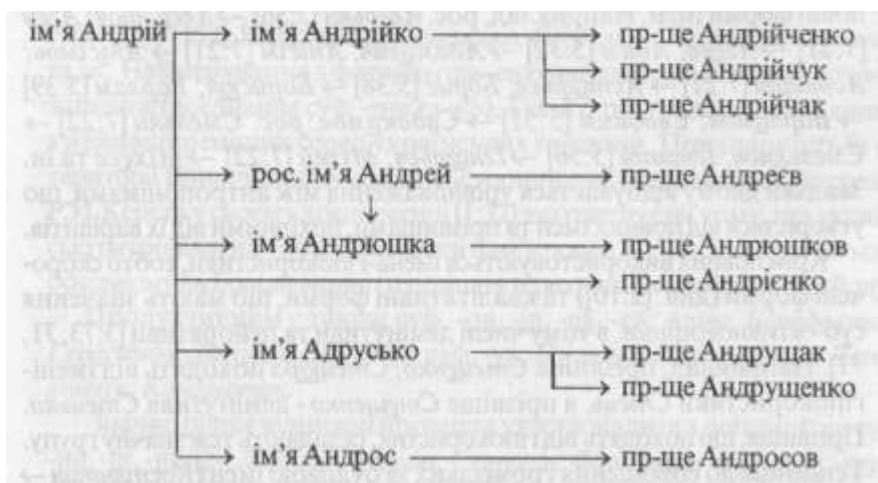 ім’я Андрій → ім’я Андрійко → пр-ще Андрійченко
→ пр-ще Андрійчук
→ пр-ще Андрійчак
→ рос. ім’я Андрей → пр-ще Андреєв
↓
→ ім’я Андрюшка → пр-ще Андрюшков
→ пр-ще Андрієнко
→ ім’я Адрусько → пр-ще Андрущак
→ пр-ще Андрущенко
→ ім’я Андрос → пр-ще Андросов